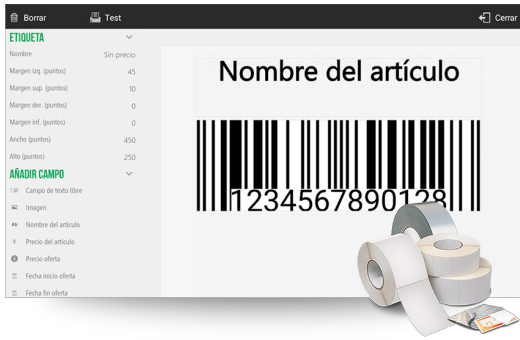 Borrar
Test
Cerrar
ETIQUETA
Nombre Sin precio
Margen izq. (puntos) 45
Margen sup. (puntos) 10
Margen der. (puntos) 0
Margen inf. (puntos) 0
Ancho (puntos) 450
Alto (puntos) 250
AÑADIR CAMPO
Campo de texto libre
Imagen
Ab Nombre del artículo
$ Precio del artículo
Precio oferta
Fecha inicio oferta
Fecha fin oferta
Nombre del artículo
1234567890128